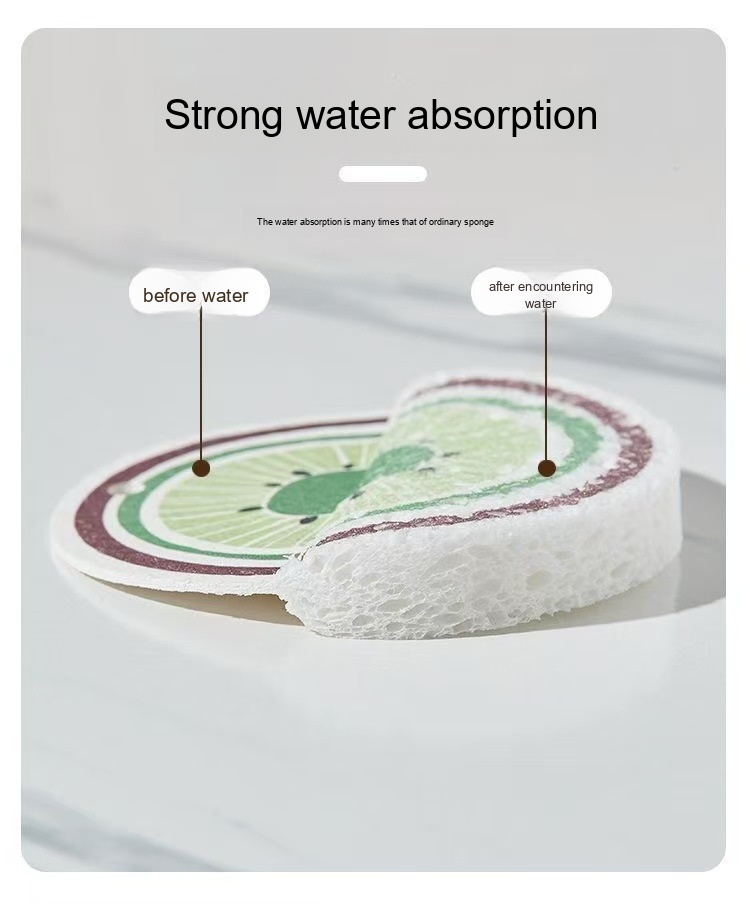 Strong water absorption
The water absorption is many times that of ordinary sponge
before water
after encountering
water